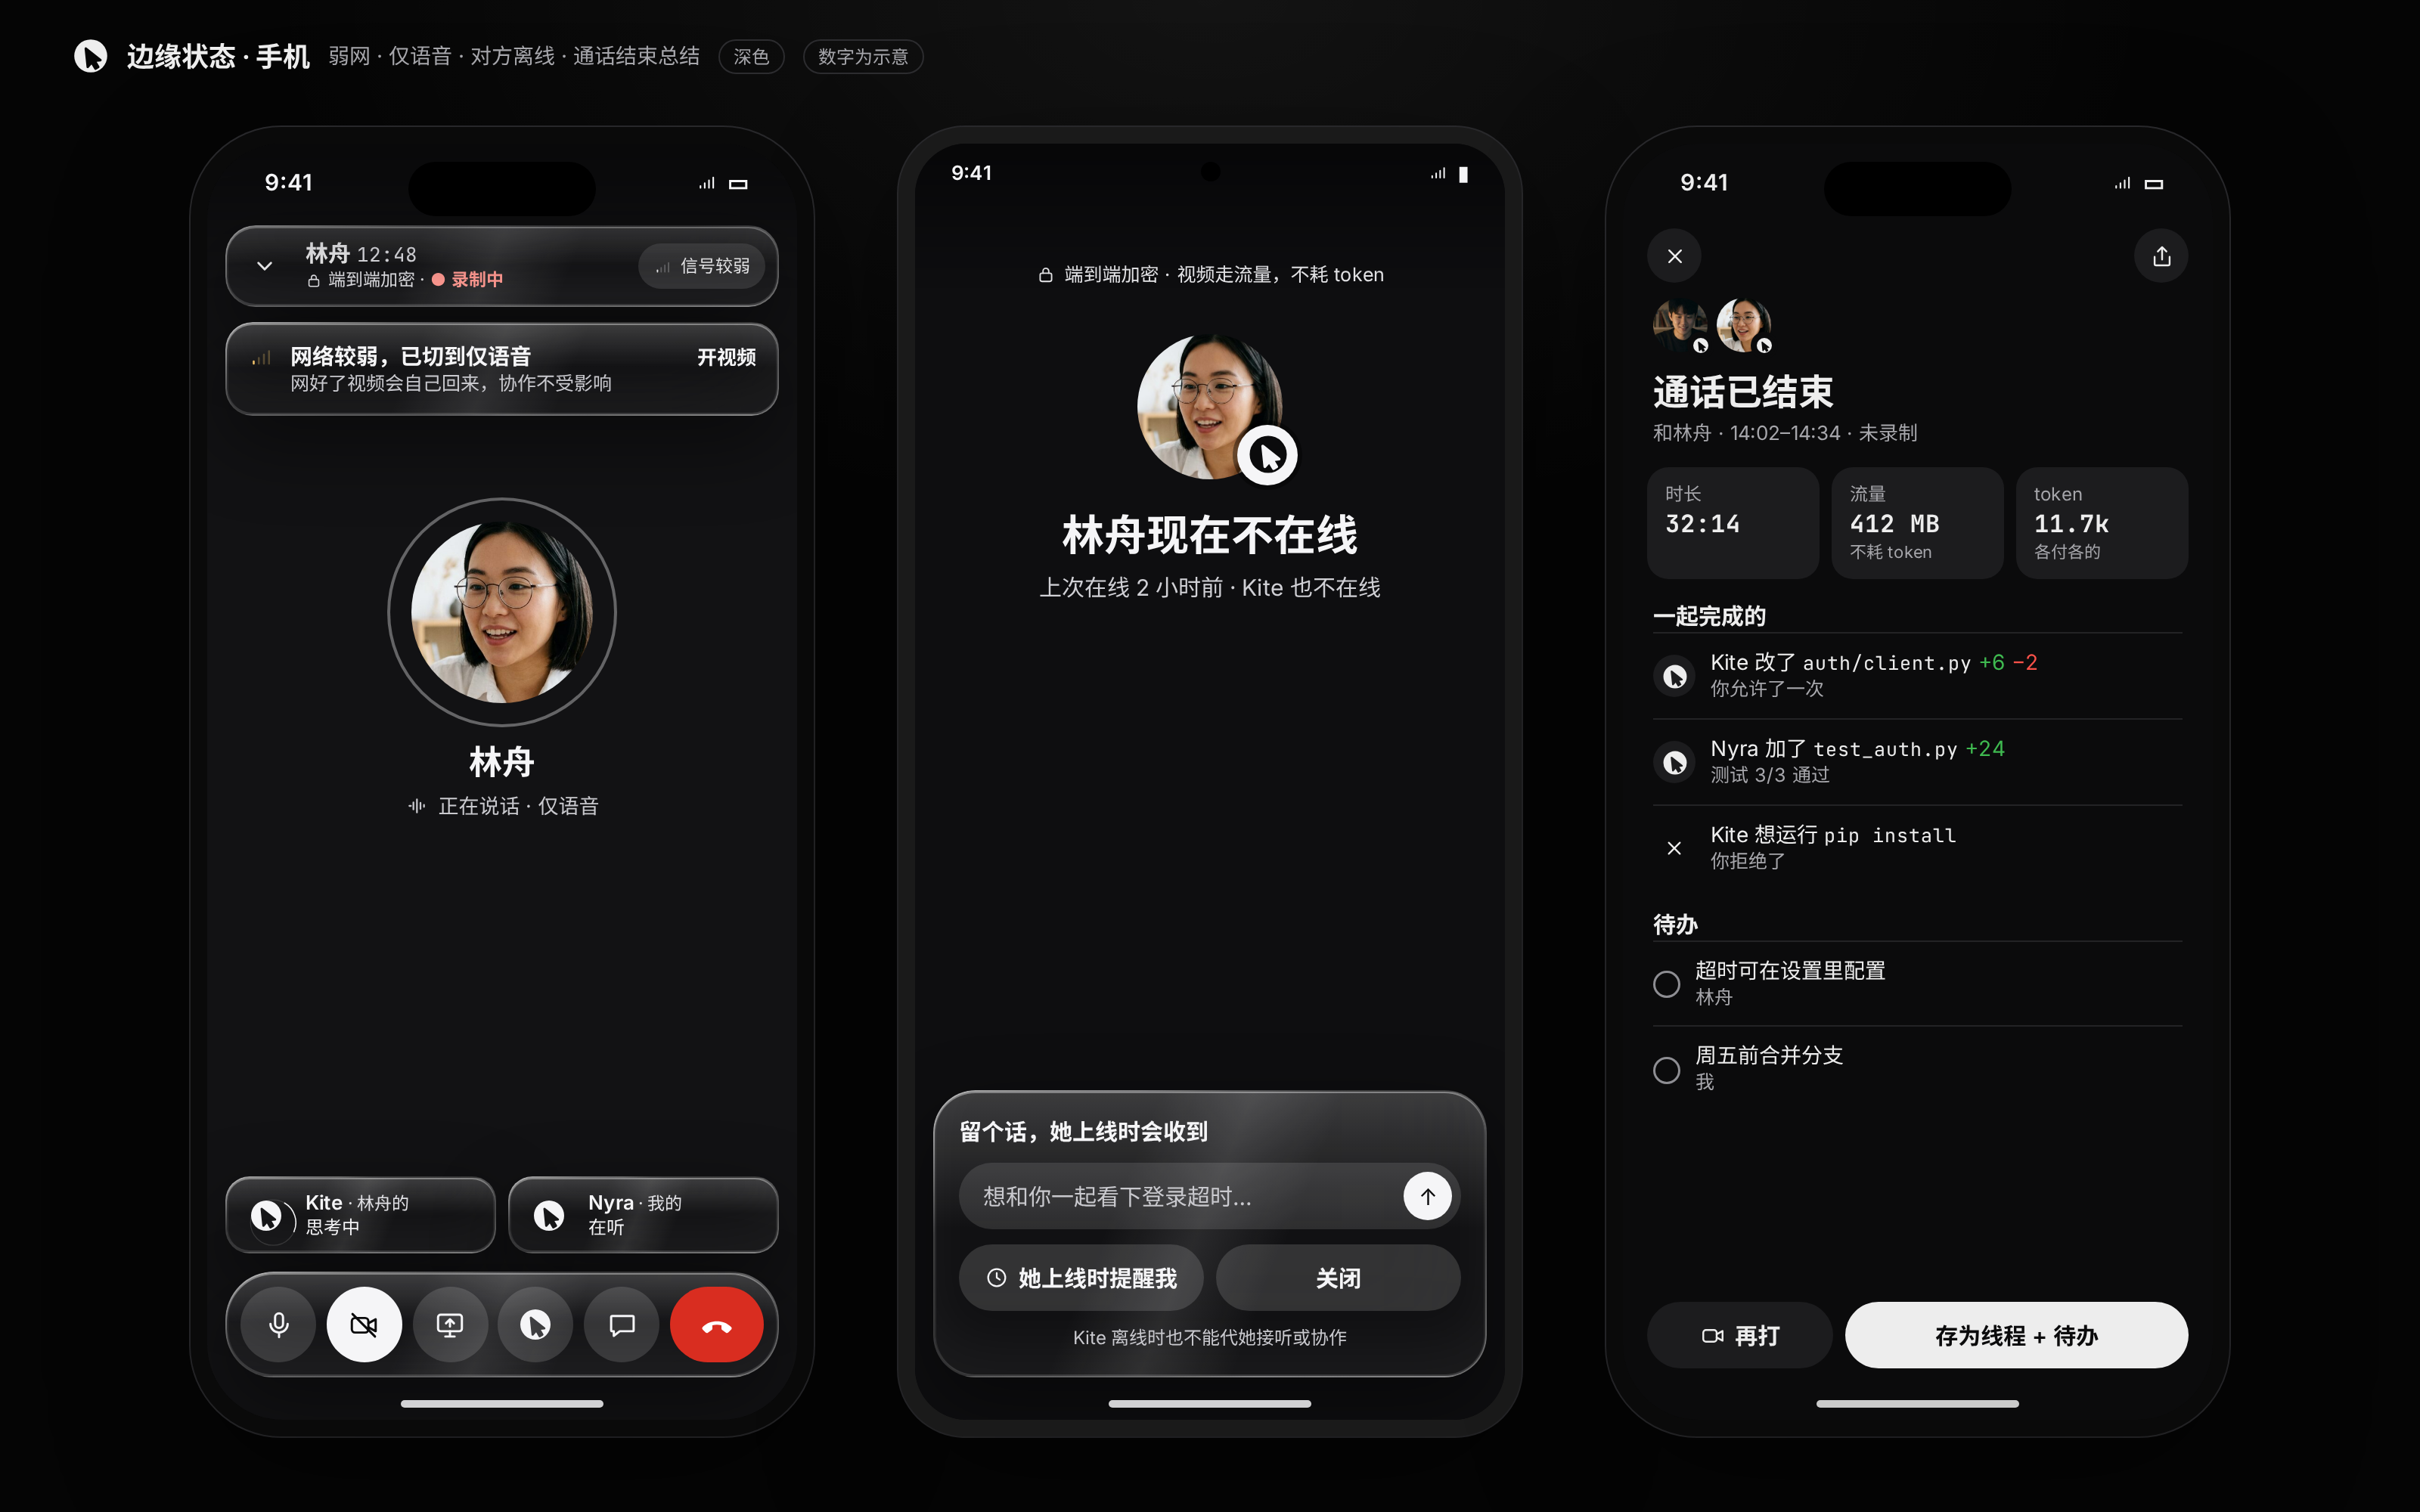 边缘状态 · 手机 弱网 · 仅语音 · 对方离线 · 通话结束总结 深色 数字为示意
9:41
林舟 12:48
端到端加密 · 录制中
信号较弱
网络较弱，已切到仅语音
开视频
网好了视频会自己回来，协作不受影响
林舟
正在说话 · 仅语音
Kite · 林舟的
思考中
Nyra · 我的
在听
9:41
端到端加密 · 视频走流量，不耗 token
林舟现在不在线
上次在线 2 小时前 · Kite 也不在线
留个话，她上线时会收到
想和你一起看下登录超时...
她上线时提醒我
关闭
Kite 离线时也不能代她接听或协作
9:41
通话已结束
和林舟 · 14:02–14:34 · 未录制
时长
32:14
流量
412 MB
不耗 token
token
11.7k
各付各的
一起完成的
Kite 改了 auth/client.py +6 −2
你允许了一次
Nyra 加了 test_auth.py +24
测试 3/3 通过
Kite 想运行 pip install
你拒绝了
待办
超时可在设置里配置
林舟
周五前合并分支
我
再打
存为线程 + 待办